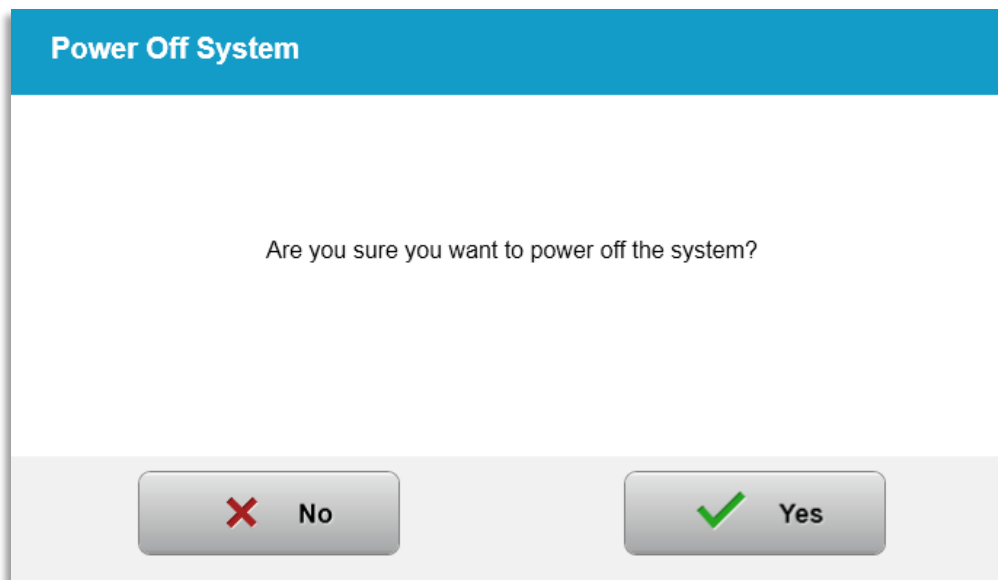 Power Off System
Are you sure you want to power off the system?
No
Yes